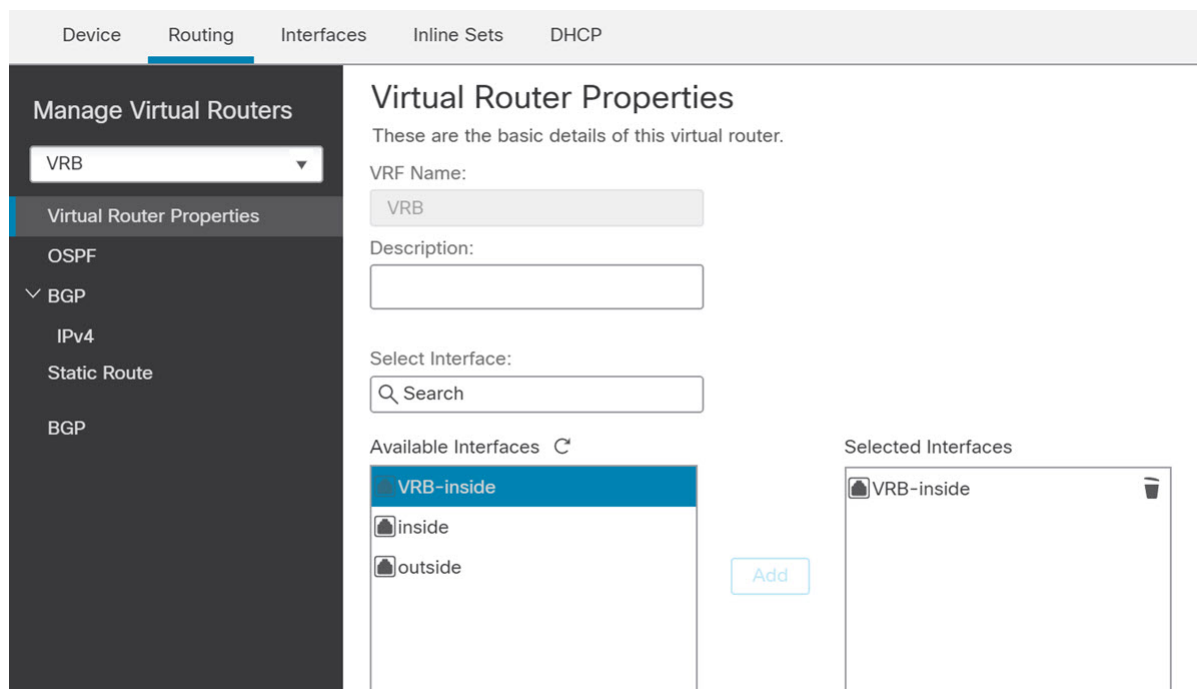 Device Routing Interfaces Inline Sets DHCP
Manage Virtual Routers
VRB
Virtual Router Properties
OSPF
BGP
IPv4
Static Route
BGP
Virtual Router Properties
These are the basic details of this virtual router.
VRF Name:
VRB
Description:
Select Interface:
Search
Available Interfaces
VRB-inside
inside
outside
Add
Selected Interfaces
VRB-inside